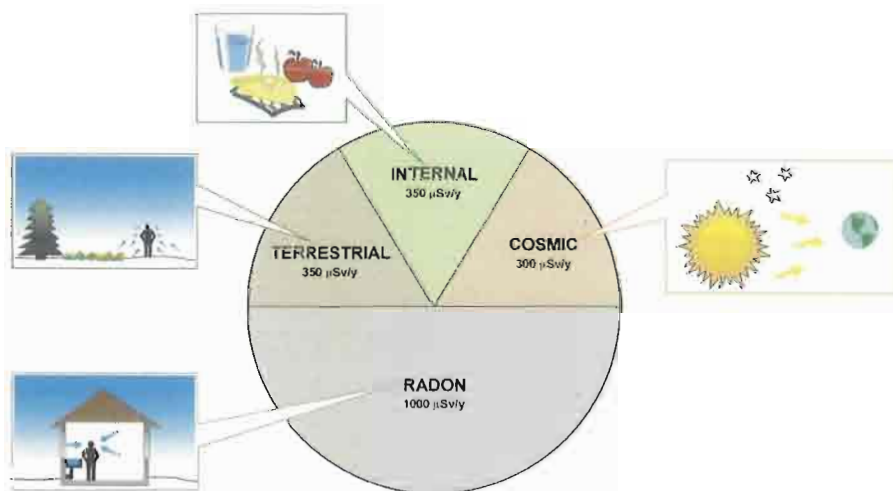 INTERNAL
350 μSv/y
TERRESTRIAL
350 μSv/y
COSMIC
300 μSv/y
RADON
1000 μSv/y